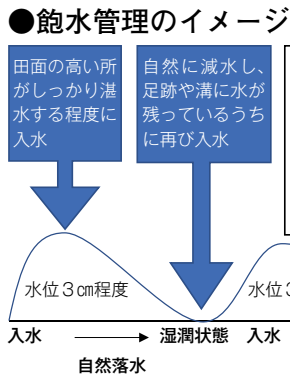 ●飽水管理のイメージ
田面の高い所
がしっかり湛
水する程度に
入水
自然に減水し、
足跡や溝に水が
残っているうち
に再び入水
水位3㎝程度
水位3
入水
湿潤状態
入水
自然落水